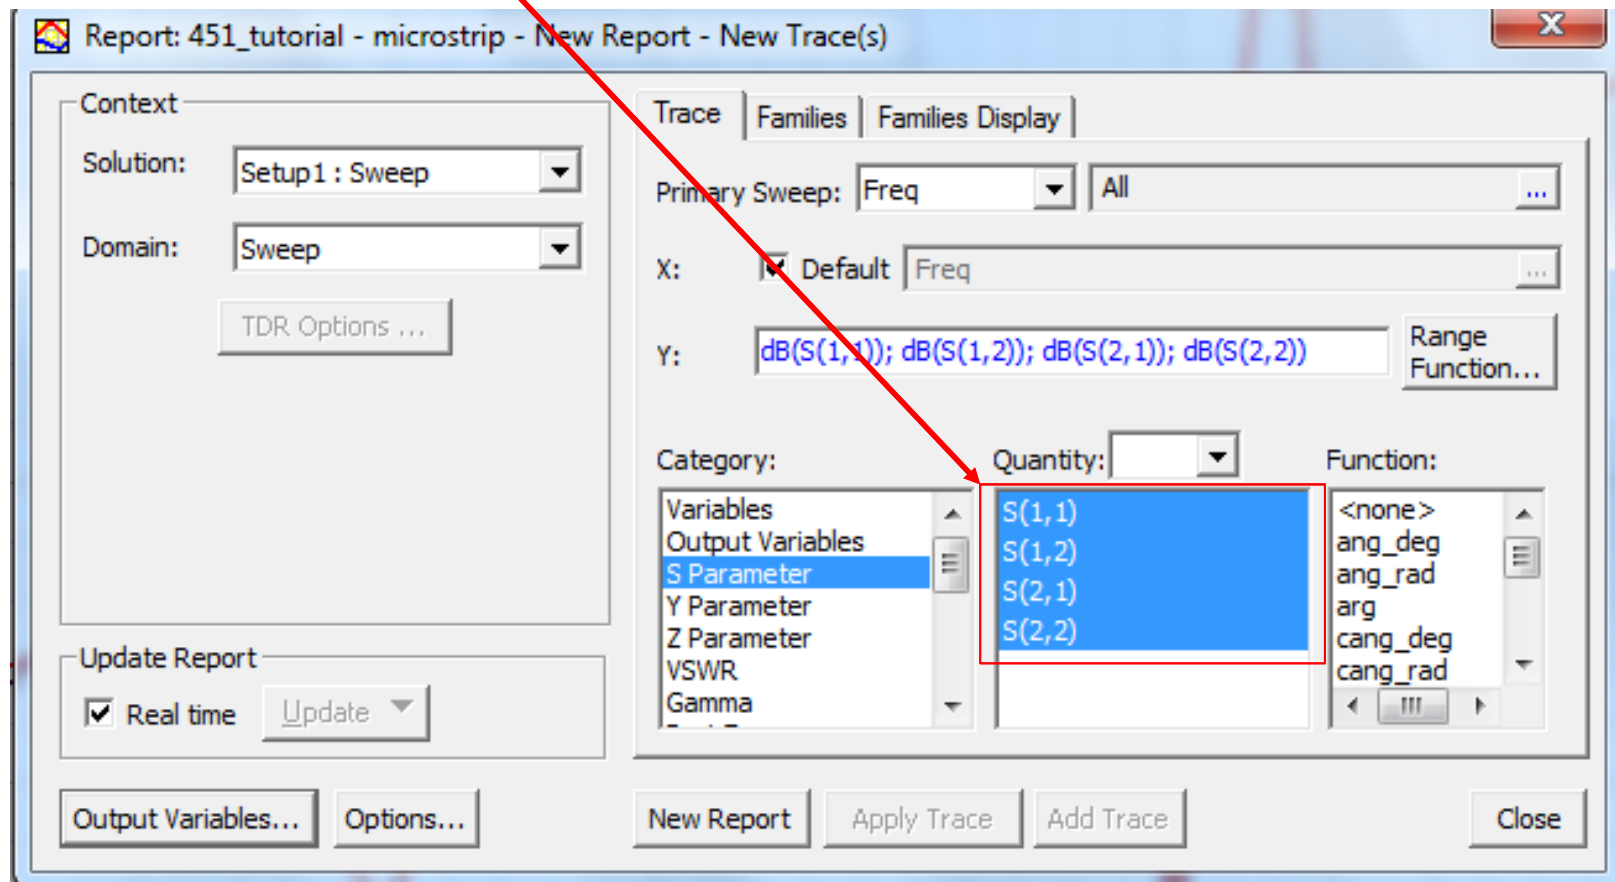 Report: 451_tutorial - microstrip - New Report - New Trace(s)
Context
Solution:
Setup1 : Sweep
Domain:
Sweep
TDR Options ...
Update Report
Real time
Update
Output Variables...
Options...
Trace
Families
Families Display
Primary Sweep:
Freq
All
...
X:
Default
Freq
...
Y:
dB(S(1,1)); dB(S(1,2)); dB(S(2,1)); dB(S(2,2))
Range
Function...
Category:
Variables
Output Variables
S Parameter
Y Parameter
Z Parameter
VSWR
Gamma
Quantity:
S(1,1)
S(1,2)
S(2,1)
S(2,2)
Function:
<none>
ang_deg
ang_rad
arg
cang_deg
cang_rad
New Report
Apply Trace
Add Trace
Close